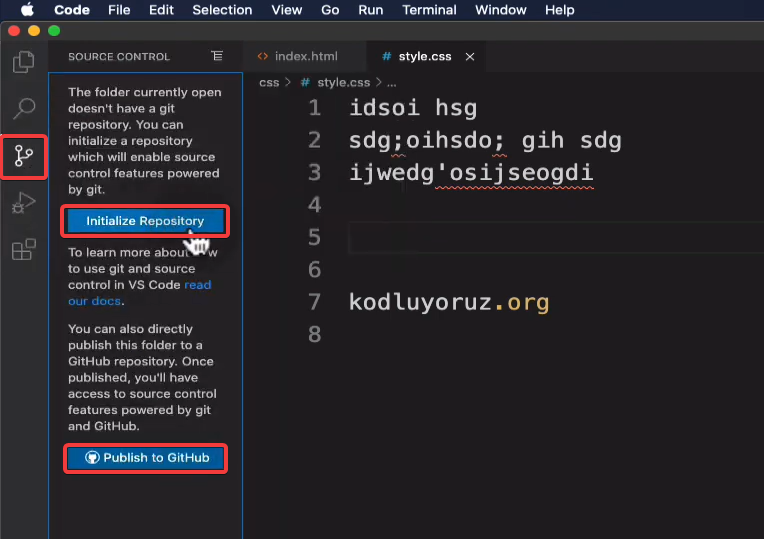 Code File Edit Selection View Go Run Terminal Window Help
SOURCE CONTROL
index.html
style.css
css > # style.css > ...
The folder currently open
doesn't have a git
repository. You can
initialize a repository
which will enable source
control features powered
by git.
Initialize Repository
To learn more about w
to use git and source
control in VS Code read
our docs.
You can also directly
publish this folder to a
GitHub repository. Once
published, you'll have
access to source control
features powered by git
and GitHub.
Publish to GitHub
1 idsoi hsg
2 sdg;oihsdo; gih sdg
3 ijwedg'osijseogdi
4
5
6
7 kodluyoruz.org
8